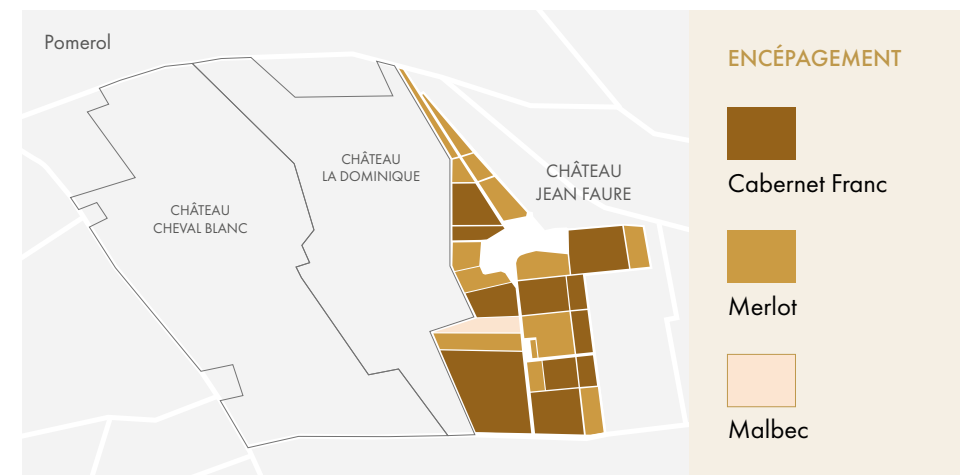 Pomerol
CHÂTEAU
LA DOMINIQUE
CHÂTEAU
JEAN FAURE
CHÂTEAU
CHEVAL BLANC
ENCÉPAGEMENT
Cabernet Franc
Merlot
Malbec